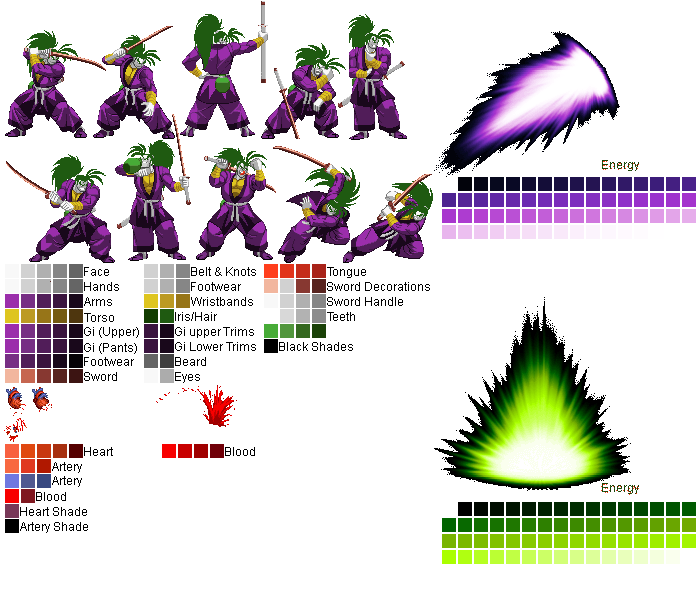 Energy
Face
Hands
Arms
Torso
Gi (Upper)
Gi (Pants)
Footwear
Sword
Belt & Knots
Footwear
Wristbands
Iris/Hair
Gi upper Trims
Gi Lower Trims
Beard
Eyes
Tongue
Sword Decorations
Sword Handle
Teeth
Black Shades
Heart
Artery
Artery
Blood
Heart Shade
Artery Shade
Blood
Energy